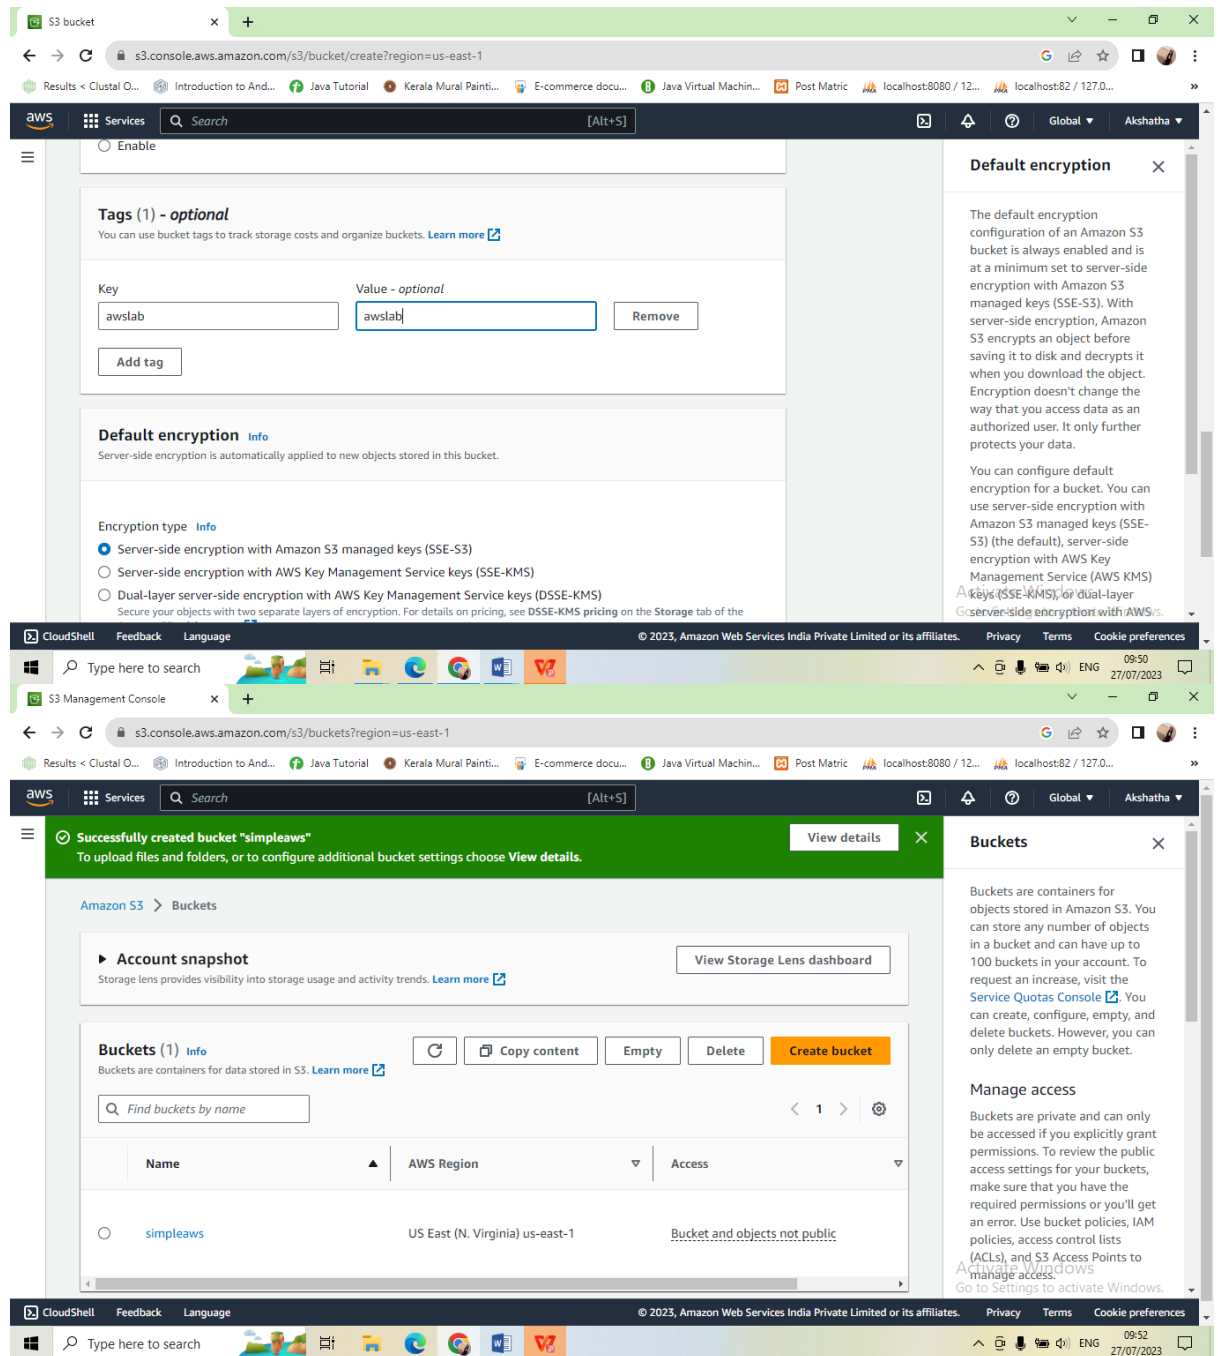 S3 bucket
s3.console.aws.amazon.com/s3/bucket/create?region=us-east-1
Results < Clustal O... Introduction to And... Java Tutorial Kerala Mural Painti... E-commerce docu... Java Virtual Machin... Post Matric localhost:8080 / 12... localhost:82 / 127.0... »
aws Services Search [Alt+S] Global Akshatha
Enable
Tags (1) - optional
You can use bucket tags to track storage costs and organize buckets. Learn more
Key Value - optional
awslab awslab Remove
Add tag
Default encryption Info
Server-side encryption is automatically applied to new objects stored in this bucket.
Encryption type Info
Server-side encryption with Amazon S3 managed keys (SSE-S3)
Server-side encryption with AWS Key Management Service keys (SSE-KMS)
Dual-layer server-side encryption with AWS Key Management Service keys (DSSE-KMS)
Secure your objects with two separate layers of encryption. For details on pricing, see DSSE-KMS pricing on the Storage tab of the
Default encryption
The default encryption
configuration of an Amazon S3
bucket is always enabled and is
at a minimum set to server-side
encryption with Amazon S3
managed keys (SSE-S3). With
server-side encryption, Amazon
S3 encrypts an object before
saving it to disk and decrypts it
when you download the object.
Encryption doesn't change the
way that you access data as an
authorized user. It only further
protects your data.
You can configure default
encryption for a bucket. You can
use server-side encryption with
Amazon S3 managed keys (SSE-
S3) (the default), server-side
encryption with AWS Key
Management Service (AWS KMS)
keys (SSE-KMS), or dual-layer
server-side encryption with AWS
Activate Windows
CloudShell Feedback Language © 2023, Amazon Web Services India Private Limited or its affiliates. Privacy Terms Cookie preferences
Type here to search ENG 09:50
27/07/2023
S3 Management Console
s3.console.aws.amazon.com/s3/buckets?region=us-east-1
Results < Clustal O... Introduction to And... Java Tutorial Kerala Mural Painti... E-commerce docu... Java Virtual Machin... Post Matric localhost:8080 / 12... localhost:82 / 127.0... »
aws Services Search [Alt+S] Global Akshatha
Successfully created bucket "simpleaws"
To upload files and folders, or to configure additional bucket settings choose View details.
View details
Amazon S3 > Buckets
Account snapshot
Storage lens provides visibility into storage usage and activity trends. Learn more
View Storage Lens dashboard
Buckets (1) Info
Buckets are containers for data stored in S3. Learn more
Copy content Empty Delete Create bucket
Find buckets by name < 1 >
Name AWS Region Access
simpleaws US East (N. Virginia) us-east-1 Bucket and objects not public
Buckets
Buckets are containers for
objects stored in Amazon S3. You
can store any number of objects
in a bucket and can have up to
100 buckets in your account. To
request an increase, visit the
Service Quotas Console. You
can create, configure, empty, and
delete buckets. However, you can
only delete an empty bucket.
Manage access
Buckets are private and can only
be accessed if you explicitly grant
permissions. To review the public
access settings for your buckets,
make sure that you have the
required permissions or you'll get
an error. Use bucket policies, IAM
policies, access control lists
(ACLs), and S3 Access Points to
manage access.
Activate Windows
Go to Settings to activate Windows.
CloudShell Feedback Language © 2023, Amazon Web Services India Private Limited or its affiliates. Privacy Terms Cookie preferences
Type here to search ENG 09:52
27/07/2023